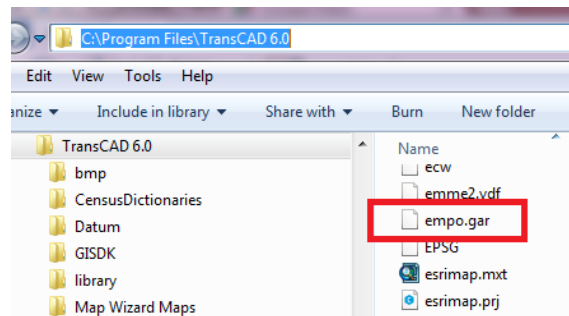 C:\Program Files\TransCAD 6.0
Edit View Tools Help
anize Include in library Share with Burn New folder
TransCAD 6.0
bmp
CensusDictionaries
Datum
GISDK
library
Map Wizard Maps
Name
ecw
emme2.vdf
empo.gar
EPSG
esrimap.mxt
esrimap.prj